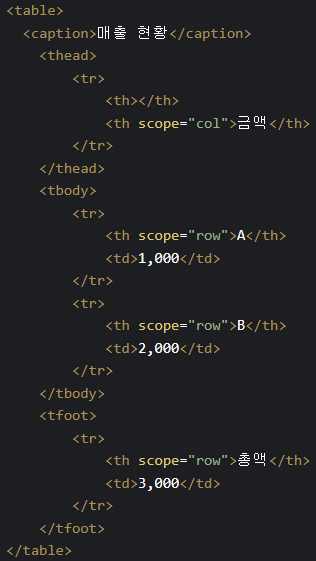 <table>
<caption>매출 현황</caption>
<thead>
<tr>
<th></th>
<th scope="col">금액</th>
</tr>
</thead>
<tbody>
<tr>
<th scope="row">A</th>
<td>1,000</td>
</tr>
<tr>
<th scope="row">B</th>
<td>2,000</td>
</tr>
</tbody>
<tfoot>
<tr>
<th scope="row">총액</th>
<td>3,000</td>
</tr>
</tfoot>
</table>